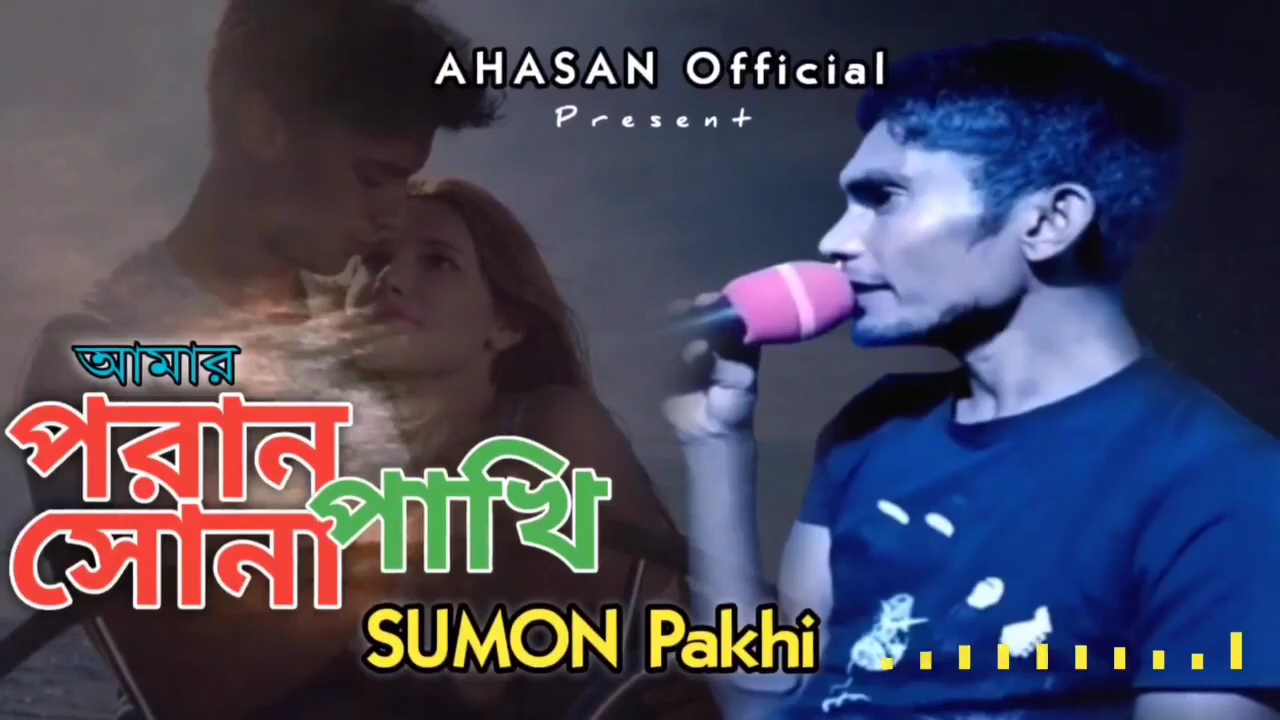 AHASAN Official
Present
আমার
পরান
সোনা পাখি
SUMON Pakhi